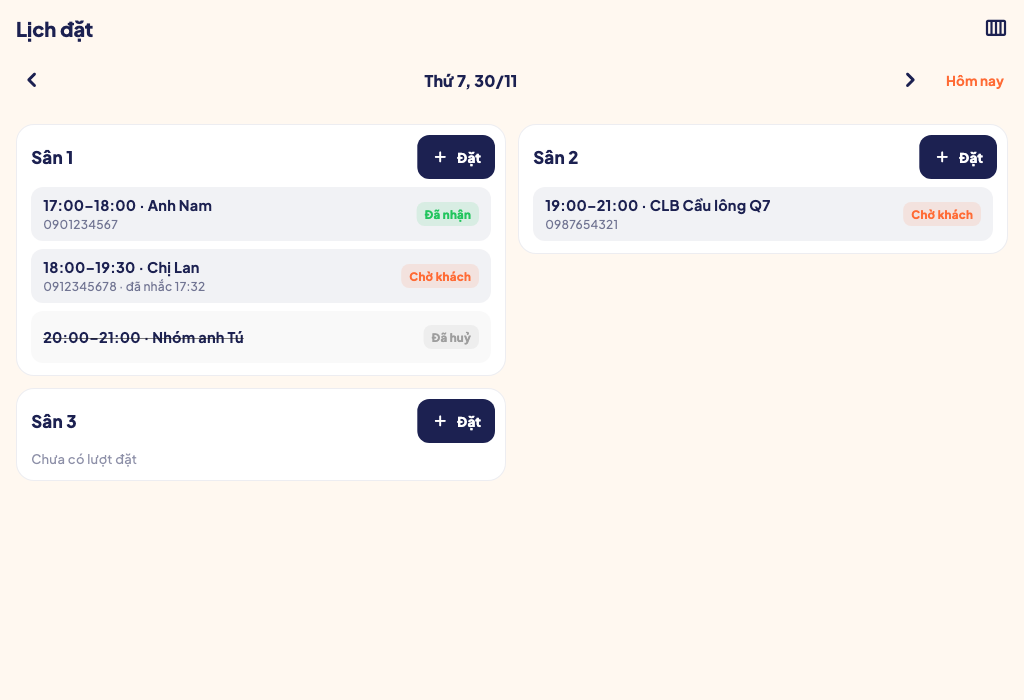 Lịch đặt
Thứ 7, 30/11
Hôm nay
Sân 1
+ Đặt
17:00–18:00 · Anh Nam
0901234567
Đã nhận
18:00–19:30 · Chị Lan
0912345678 · đã nhắc 17:32
Chờ khách
20:00–21:00 · Nhóm anh Tú
Đã huỷ
Sân 2
+ Đặt
19:00–21:00 · CLB Cầu lông Q7
0987654321
Chờ khách
Sân 3
+ Đặt
Chưa có lượt đặt